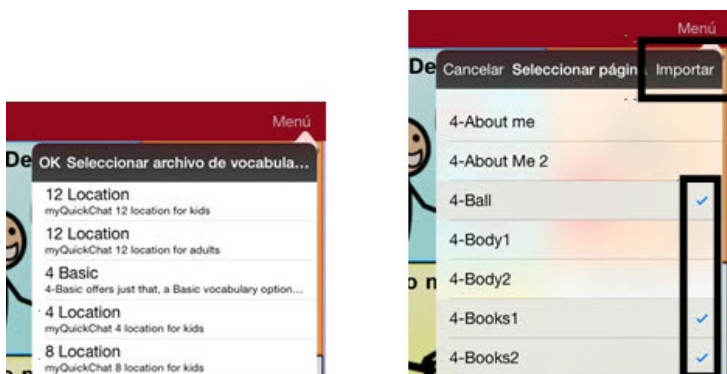 Menú
De
OK Seleccionar archivo de vocabula...
12 Location
myQuickChat 12 location for kids
12 Location
myQuickChat 12 location for adults
4 Basic
4-Basic offers just that, a Basic vocabulary option...
4 Location
myQuickChat 4 location for kids
8 Location
myQuickChat 8 location for kids
Menú
De
Cancelar Seleccionar págin Importar
4-About me
4-About Me 2
4-Ball
4-Body1
4-Body2
4-Books1
4-Books2